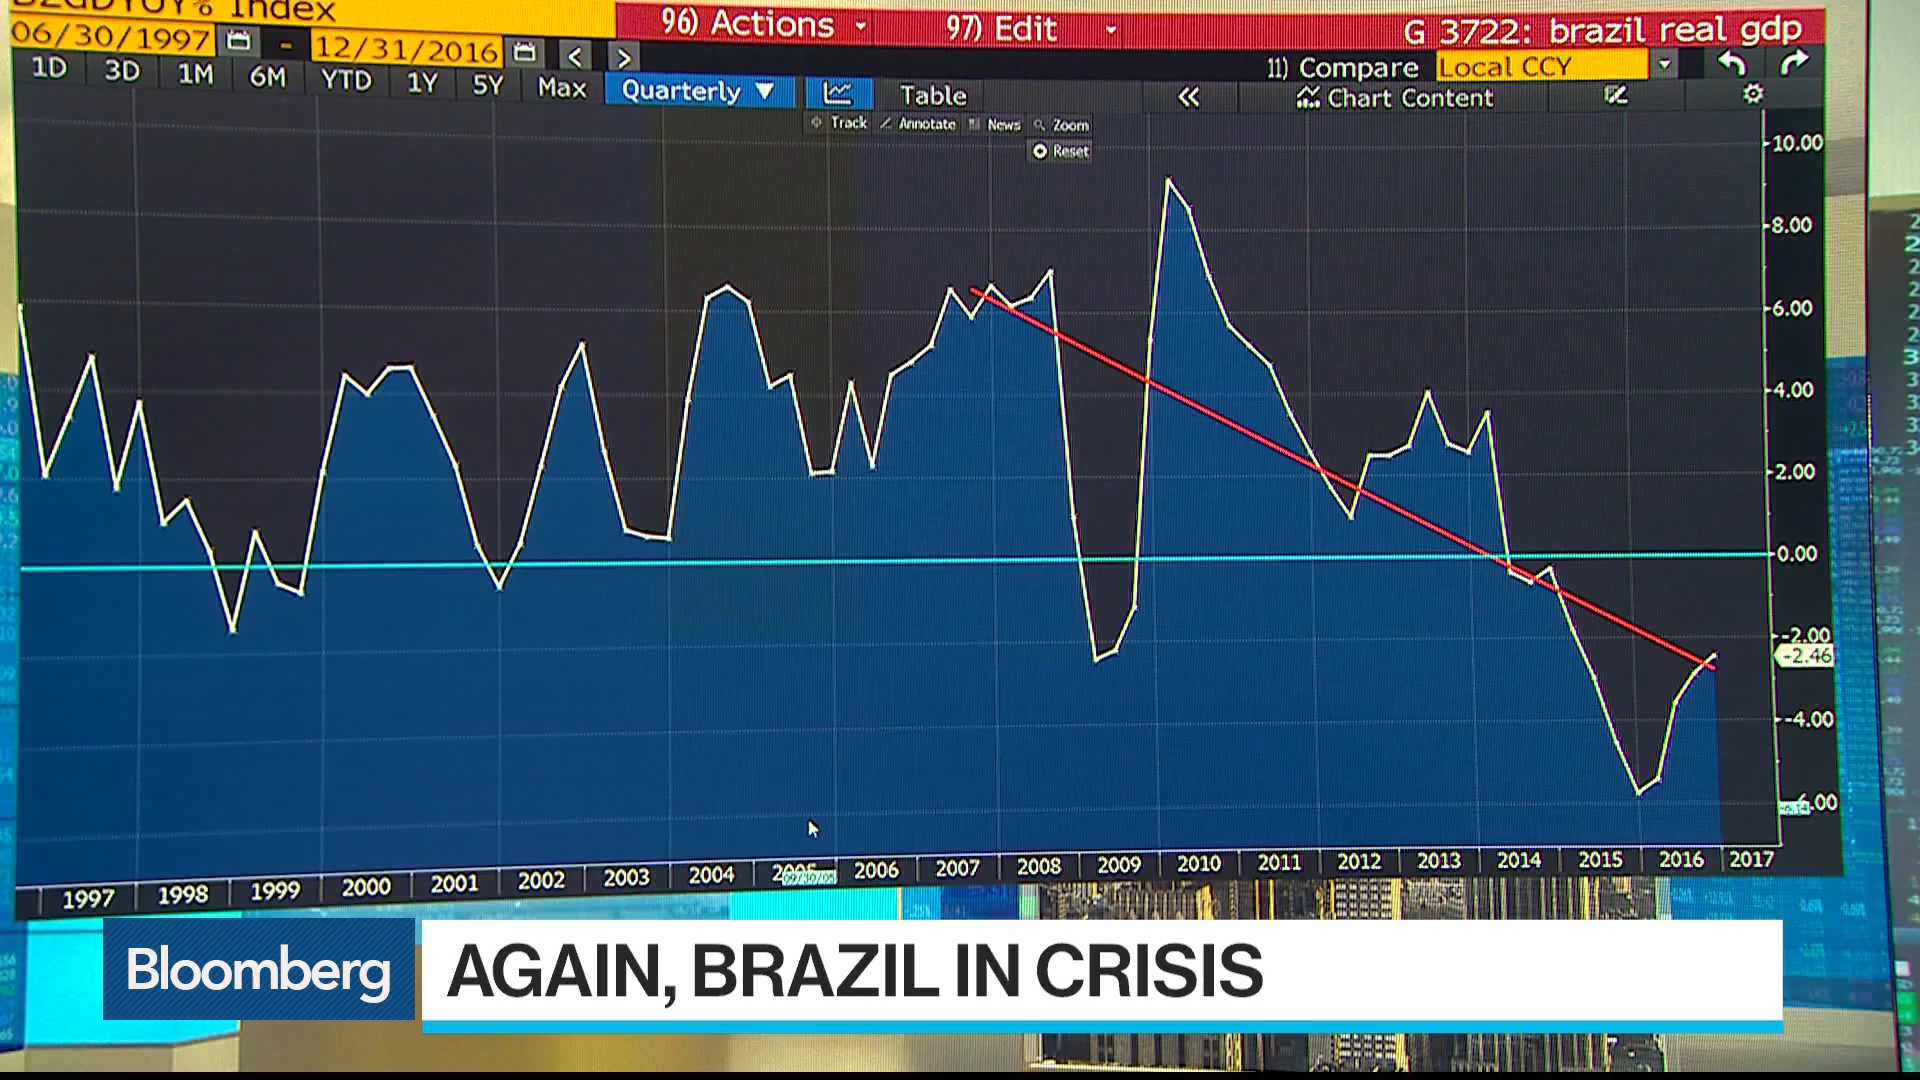 Index
96) Actions
97) Edit
G 3722: brazil real gdp
06/30/1997 - 12/31/2016 < >
11) Compare Local CCY
1D 3D 1M 6M YTD 1Y 5Y Max Quarterly Table « Chart Content
Track Annotate News Zoom
Reset
10.00
8.00
6.00
4.00
2.00
0.00
-2.00
-2.46
-4.00
1997 1998 1999 2000 2001 2002 2003 2004 2005 2006 2007 2008 2009 2010 2011 2012 2013 2014 2015 2016 2017
Bloomberg
AGAIN, BRAZIL IN CRISIS